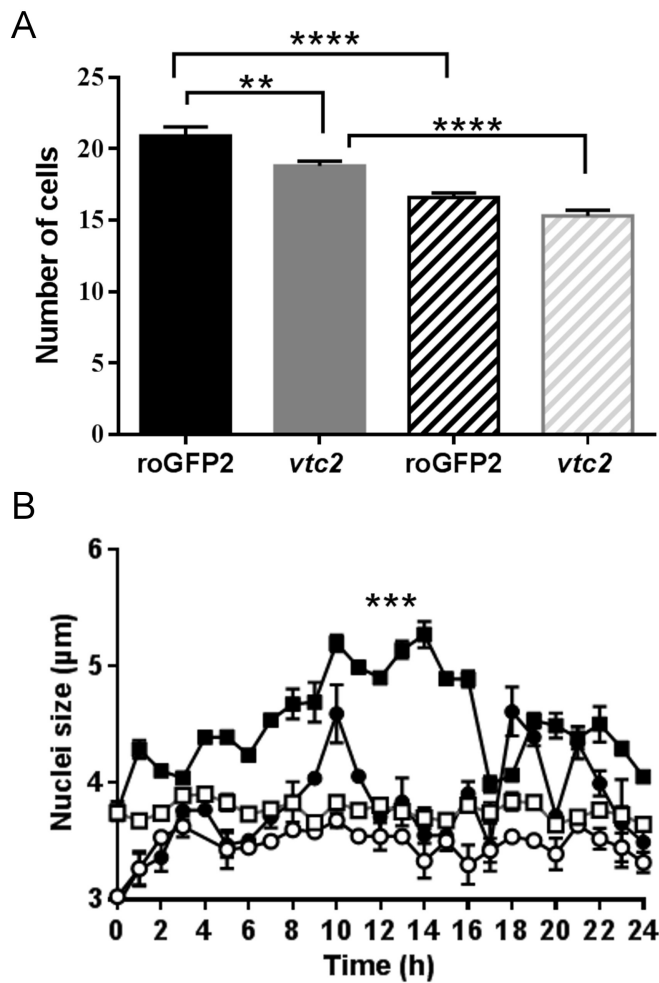 A
****
**
****
25
20
15
10
5
0
Number of cells
roGFP2 vtc2 roGFP2 vtc2
B
6
5
4
3
Nuclei size (μm)
***
0 2 4 6 8 10 12 14 16 18 20 22 24
Time (h)